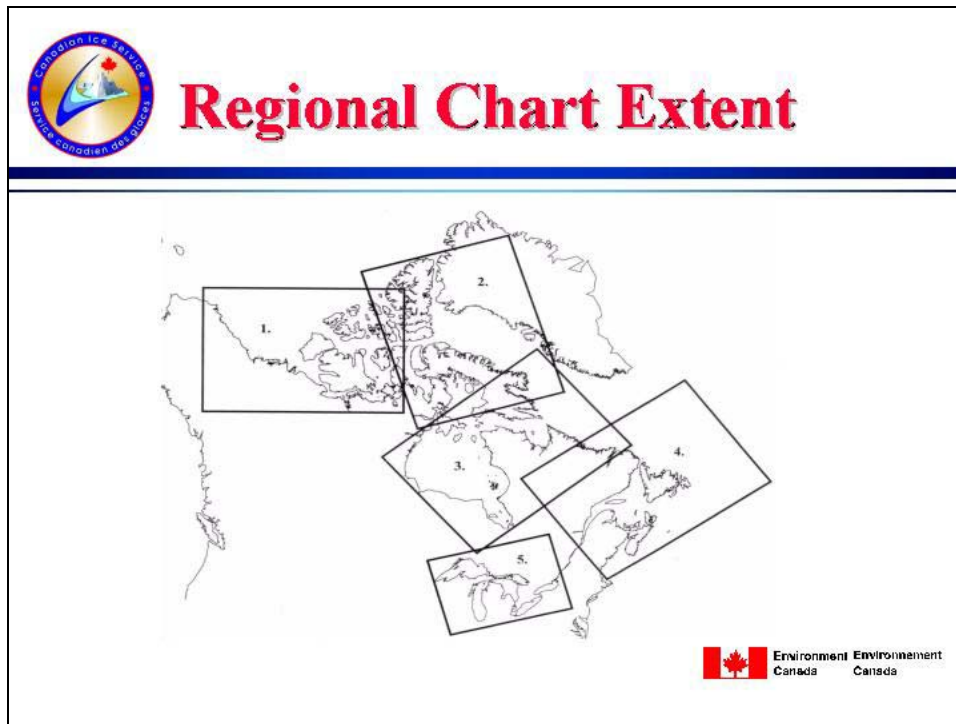 Canadian Ice Service
Service canadien des glaces
Regional Chart Extent
1.
2.
3.
4.
5.
Environment Environnement
Canada Canada